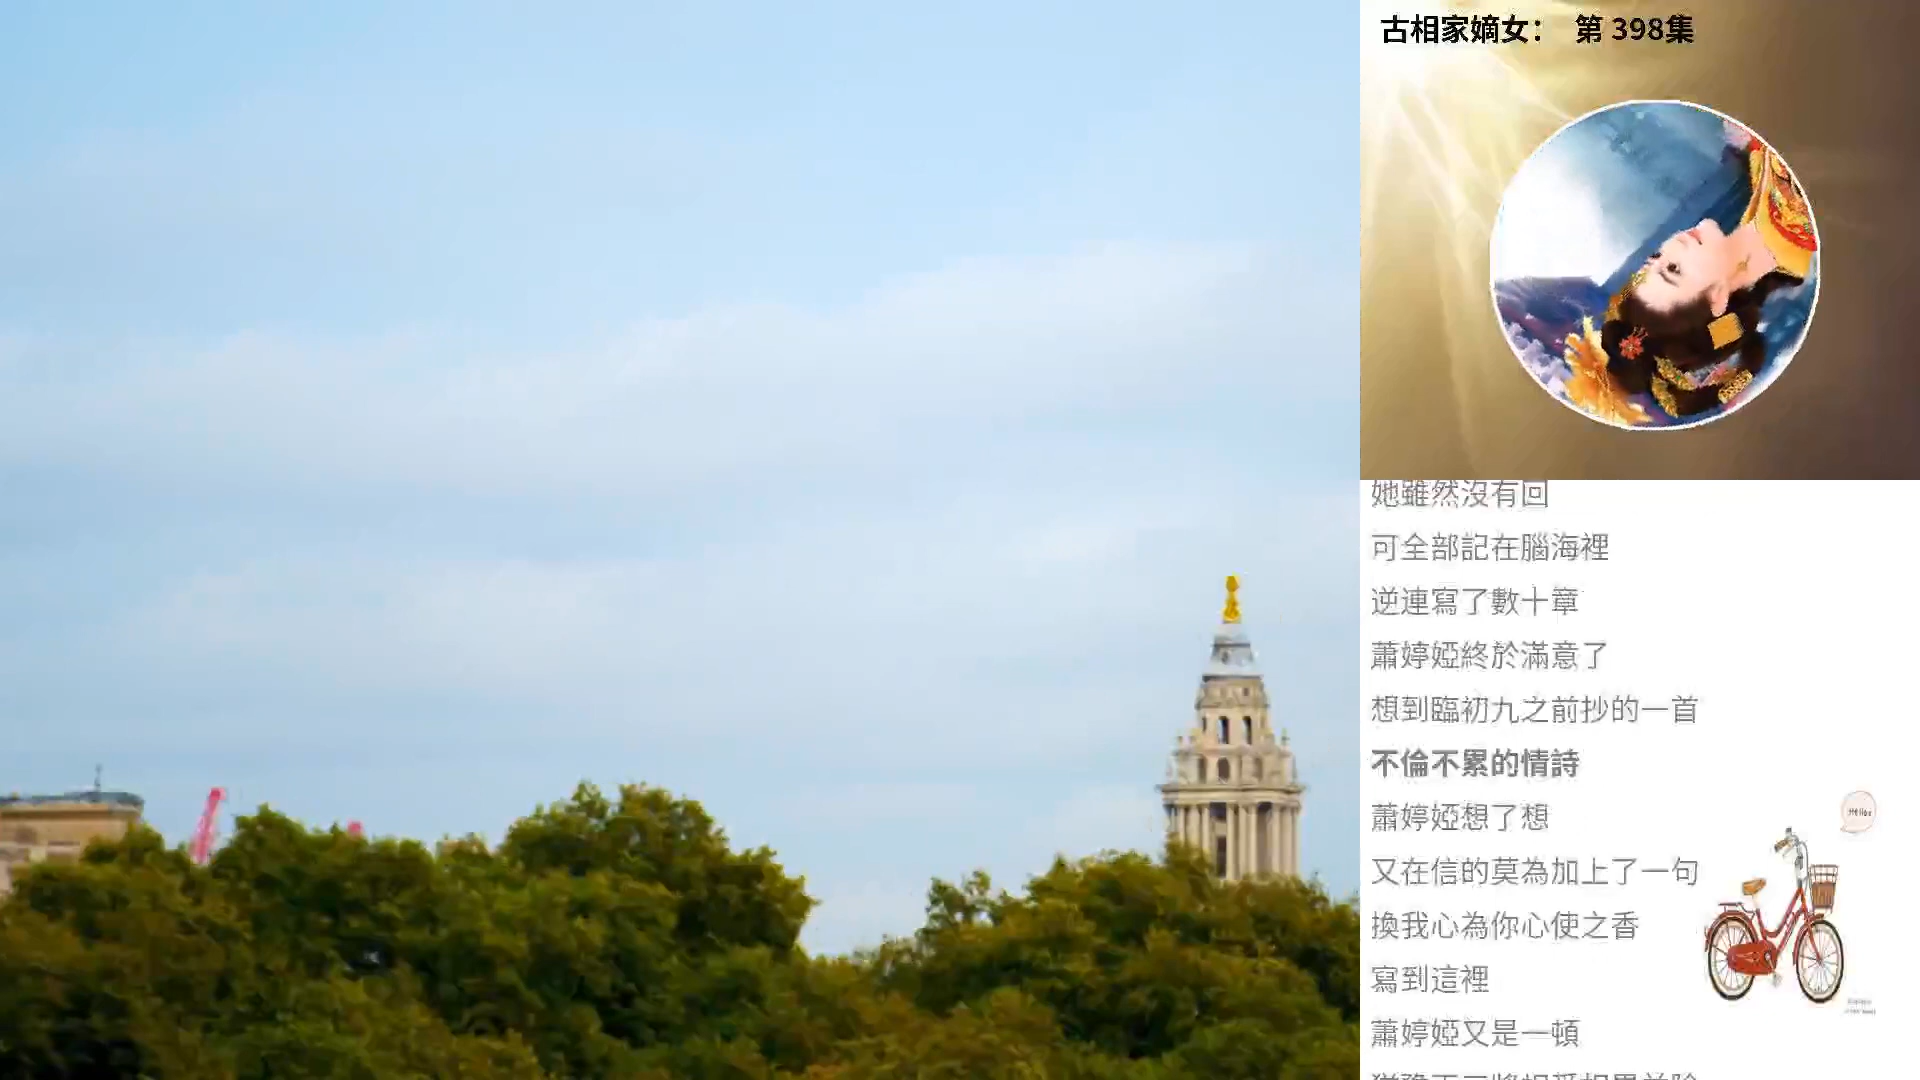 古相家嫡女： 第 398集
她雖然沒有回
可全部記在腦海裡
逆連寫了數十章
蕭婷婭終於滿意了
想到臨初九之前抄的一首
不倫不累的情詩
蕭婷婭想了想
又在信的莫為加上了一句
換我心為你心使之香
寫到這裡
蕭婷婭又是一頓